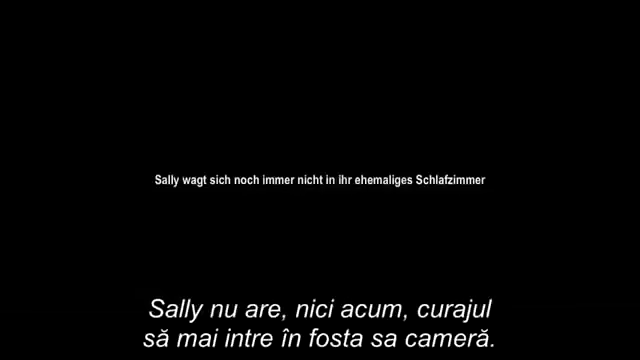 Sally wagt sich noch immer nicht in ihr ehemaliges Schlafzimmer
Sally nu are, nici acum, curajul
să mai intre în fosta sa cameră.